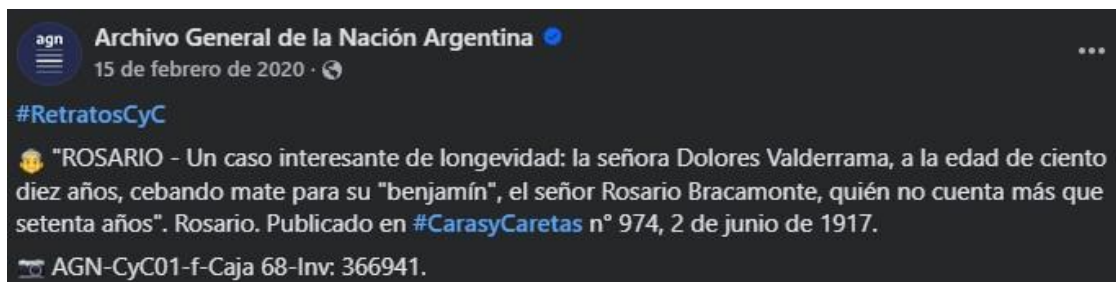 agn
Archivo General de la Nación Argentina
15 de febrero de 2020 ·
#RetratosCyC
"ROSARIO - Un caso interesante de longevidad: la señora Dolores Valderrama, a la edad de ciento
diez años, cebando mate para su "benjamín", el señor Rosario Bracamonte, quién no cuenta más que
setenta años". Rosario. Publicado en #CarasyCaretas n° 974, 2 de junio de 1917.
AGN-CyC01-f-Caja 68-Inv: 366941.